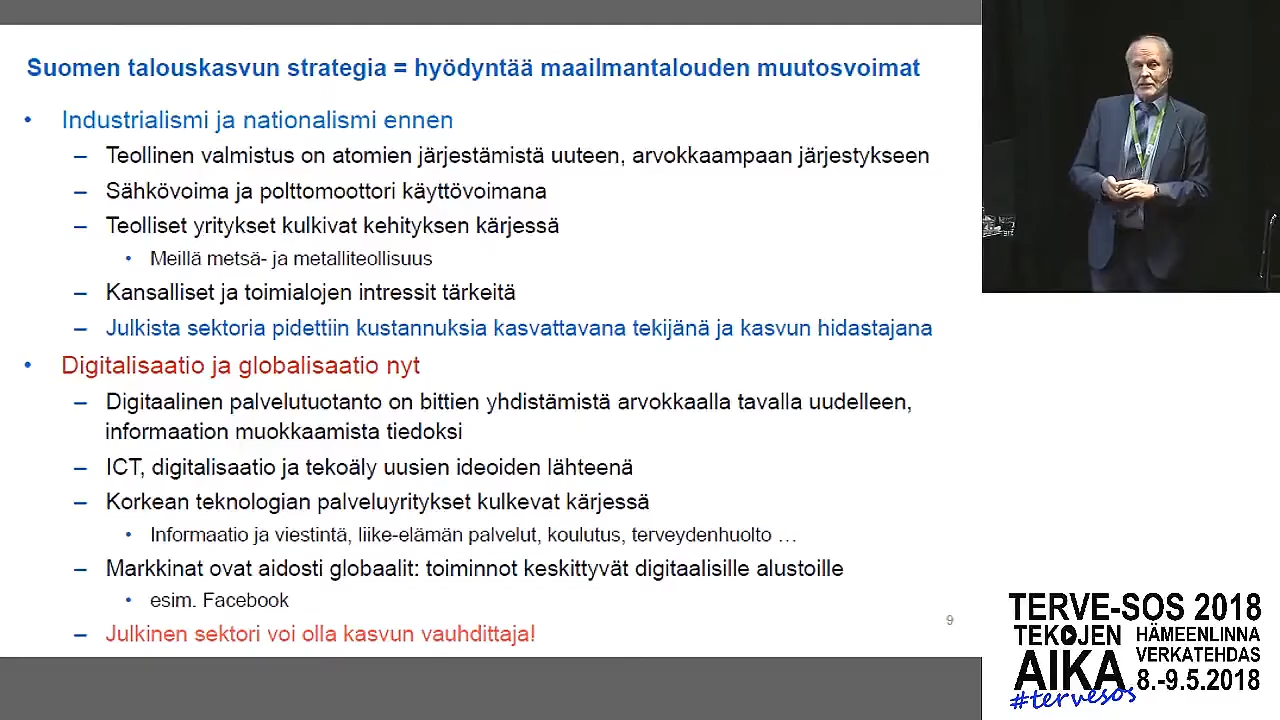 Suomen talouskasvun strategia = hyödyntää maailmantalouden muutosvoimat
• Industrialismi ja nationalismi ennen
– Teollinen valmistus on atomien järjestämistä uuteen, arvokkaampaan järjestykseen
– Sähkövoima ja polttomoottori käyttövoimana
– Teolliset yritykset kulkivat kehityksen kärjessä
• Meillä metsä- ja metalliteollisuus
– Kansalliset ja toimialojen intressit tärkeitä
– Julkista sektoria pidettiin kustannuksia kasvattavana tekijänä ja kasvun hidastajana
• Digitalisaatio ja globalisaatio nyt
– Digitaalinen palvelutuotanto on bittien yhdistämistä arvokkaalla tavalla uudelleen,
informaation muokkaamista tiedoksi
– ICT, digitalisaatio ja tekoäly uusien ideoiden lähteenä
– Korkean teknologian palveluyritykset kulkevat kärjessä
• Informaatio ja viestintä, liike-elämän palvelut, koulutus, terveydenhuolto …
– Markkinat ovat aidosti globaalit: toiminnot keskittyvät digitaalisille alustoille
• esim. Facebook
– Julkinen sektori voi olla kasvun vauhdittaja!
9
TERVE-SOS 2018
TEKOJEN
AIKA
HÄMEENLINNA
VERKATEHDAS
8.-9.5.2018
#tervesos